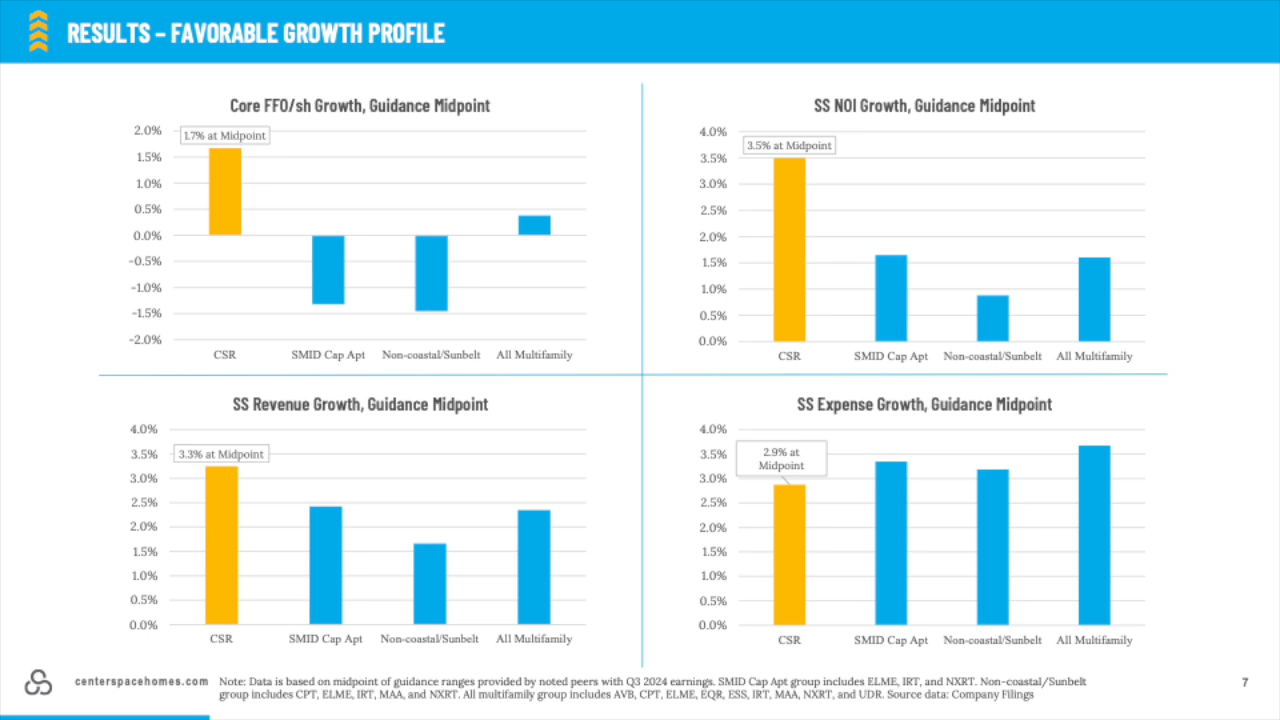 RESULTS – FAVORABLE GROWTH PROFILE
Core FFO/sh Growth, Guidance Midpoint
2.0%
1.5%
1.0%
0.5%
0.0%
-0.5%
-1.0%
-1.5%
-2.0%
1.7% at Midpoint
CSR
SMID Cap Apt
Non-coastal/Sunbelt
All Multifamily
SS NOI Growth, Guidance Midpoint
4.0%
3.5%
3.0%
2.5%
2.0%
1.5%
1.0%
0.5%
0.0%
3.5% at Midpoint
CSR
SMID Cap Apt
Non-coastal/Sunbelt
All Multifamily
SS Revenue Growth, Guidance Midpoint
4.0%
3.5%
3.0%
2.5%
2.0%
1.5%
1.0%
0.5%
0.0%
3.3% at Midpoint
CSR
SMID Cap Apt
Non-coastal/Sunbelt
All Multifamily
SS Expense Growth, Guidance Midpoint
4.0%
3.5%
3.0%
2.5%
2.0%
1.5%
1.0%
0.5%
0.0%
2.9% at
Midpoint
CSR
SMID Cap Apt
Non-coastal/Sunbelt
All Multifamily
centerspacehomes.com
Note: Data is based on midpoint of guidance ranges provided by noted peers with Q3 2024 earnings. SMID Cap Apt group includes ELME, IRT, and NXRT. Non-coastal/Sunbelt
group includes CPT, ELME, IRT, MAA, and NXRT. All multifamily group includes AVB, CPT, ELME, EQR, ESS, IRT, MAA, NXRT, and UDR. Source data: Company Filings
7